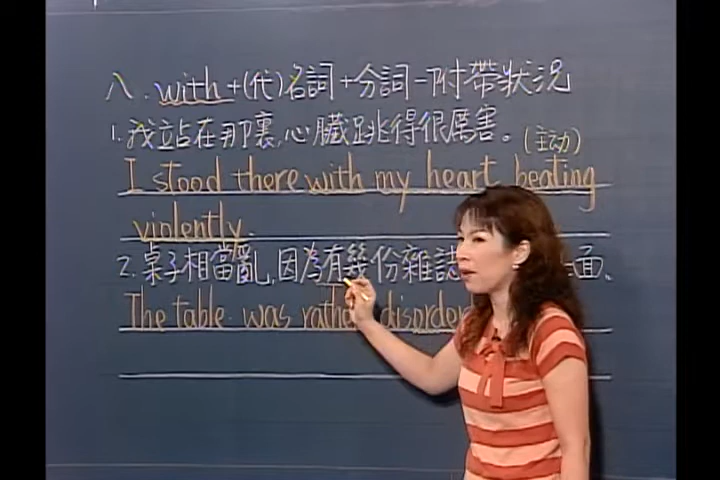 八. with+(代)名詞+分詞-附帶狀況
1. 我站在那裏,心臟跳得很厲害。(主动)
I stood there with my heart beating
violently.
2. 桌子相當亂,因為有幾份雜誌 面.
The table was rather disorder